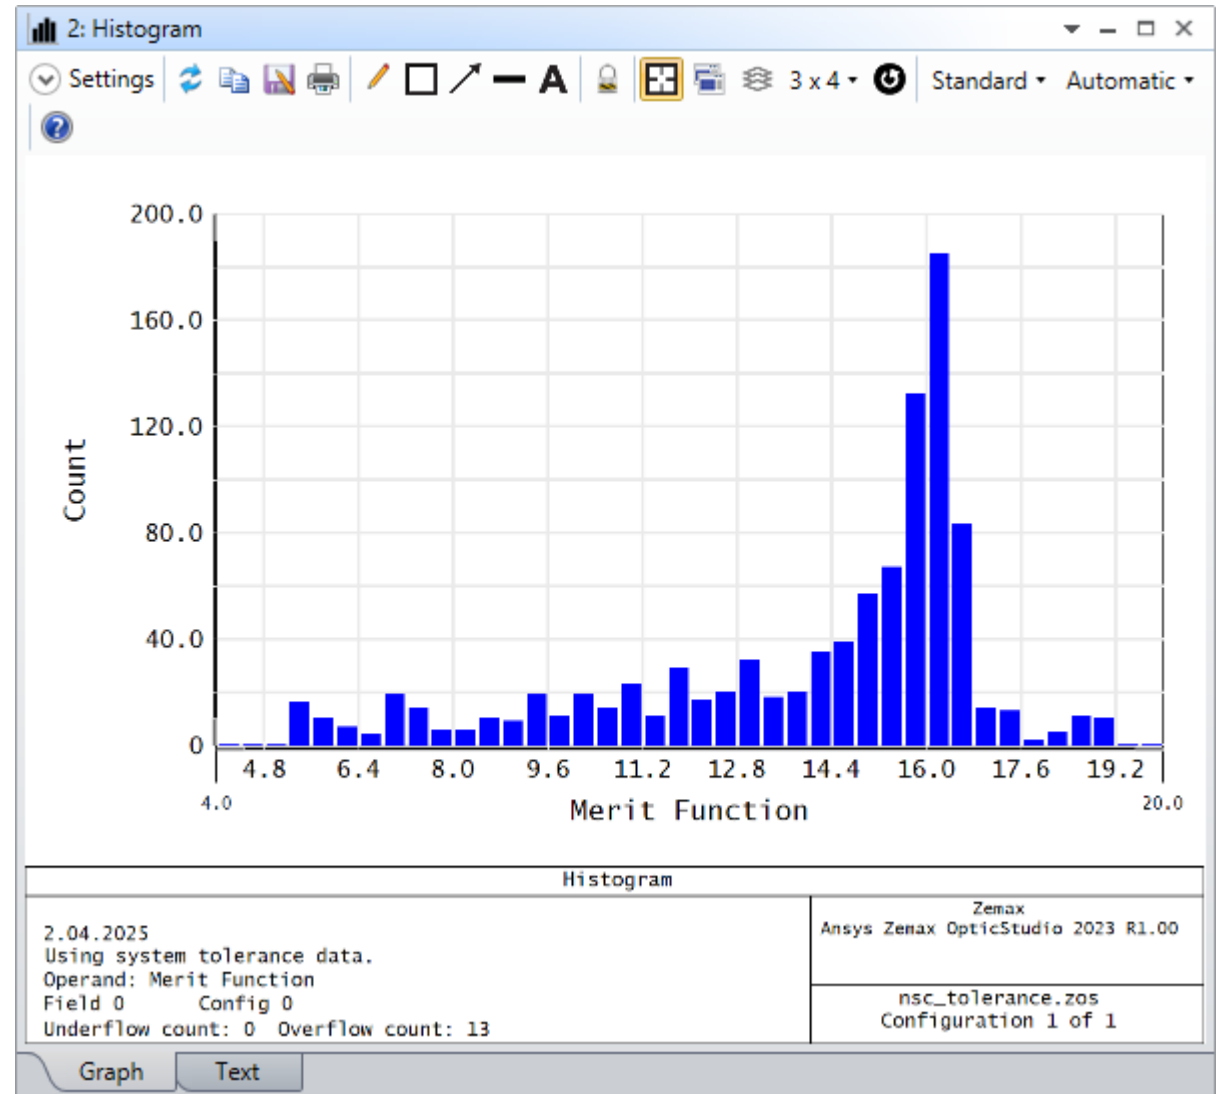 2: Histogram
Settings
A
3 x 4
Standard
Automatic
?
200.0
160.0
120.0
80.0
40.0
0
Count
4.8 6.4 8.0 9.6 11.2 12.8 14.4 16.0 17.6 19.2
4.0 20.0
Merit Function
Histogram
2.04.2025
Using system tolerance data.
Operand: Merit Function
Field 0 Config 0
Underflow count: 0 Overflow count: 13
Zemax
Ansys Zemax OpticStudio 2023 R1.00
nsc_tolerance.zos
Configuration 1 of 1
Graph
Text